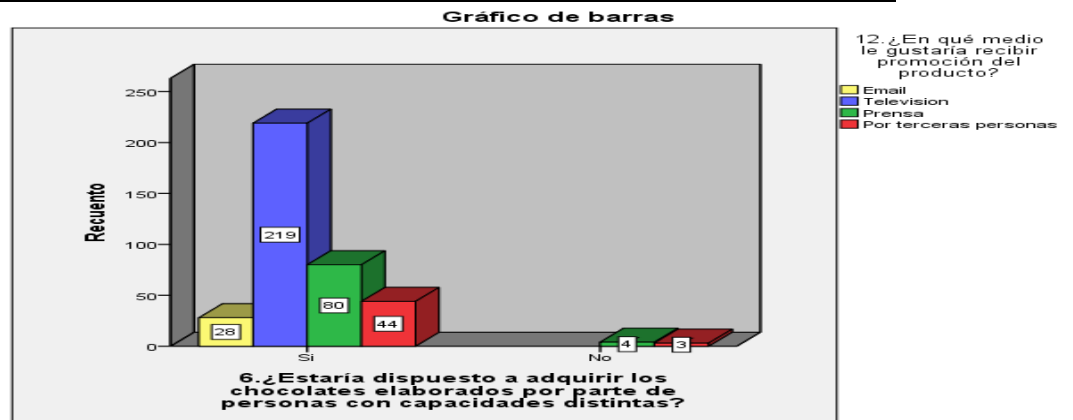 Gráfico de barras
12.¿En qué medio
le gustaría recibir
promoción del
producto?
Email
Television
Prensa
Por terceras personas
Recuento
250
200
150
100
50
0
28
219
80
44
4
3
Si
No
6.¿Estaría dispuesto a adquirir los
chocolates elaborados por parte de
personas con capacidades distintas?